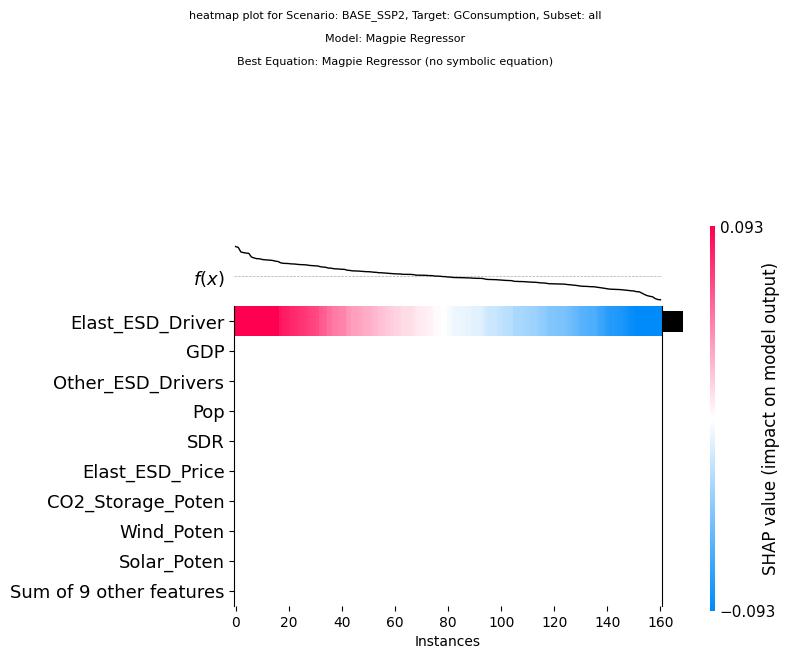 heatmap plot for Scenario: BASE_SSP2, Target: GConsumption, Subset: all
Model: Magpie Regressor
Best Equation: Magpie Regressor (no symbolic equation)
f(x)
Elast_ESD_Driver
GDP
Other_ESD_Drivers
Pop
SDR
Elast_ESD_Price
CO2_Storage_Poten
Wind_Poten
Solar_Poten
Sum of 9 other features
0 20 40 60 80 100 120 140 160
Instances
0.093
−0.093
SHAP value (impact on model output)